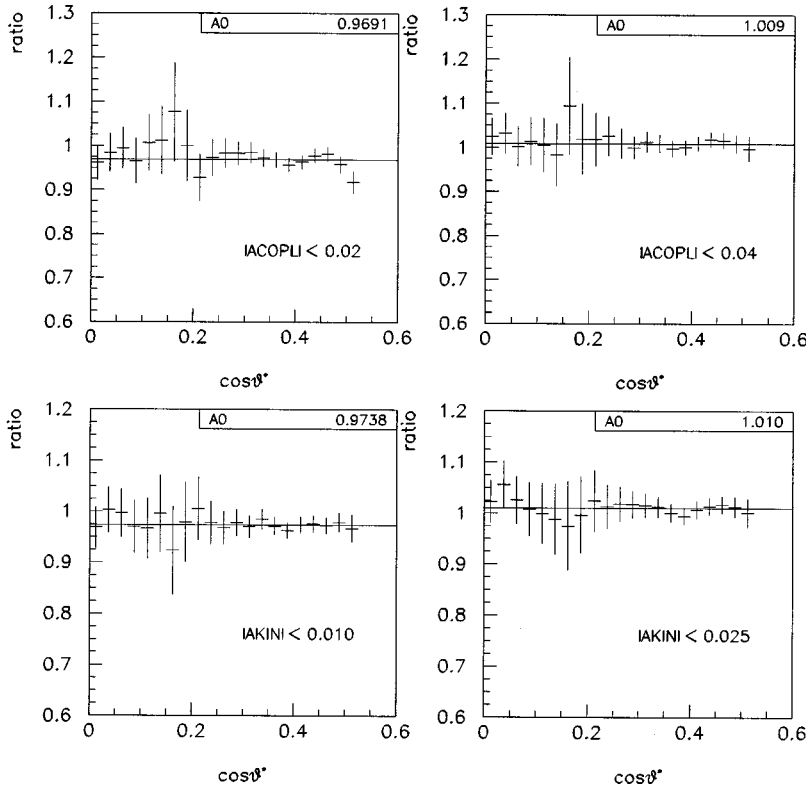 ratio
A0 0.9691
1.3
1.2
1.1
1
0.9
0.8
0.7
0.6
IACOPLI < 0.02
0 0.2 0.4 0.6
cosϑ*
ratio
A0 1.009
1.3
1.2
1.1
1
0.9
0.8
0.7
0.6
IACOPLI < 0.04
0 0.2 0.4 0.6
cosϑ*
ratio
A0 0.9738
1.2
1.1
1
0.9
0.8
0.7
0.6
IAKINI < 0.010
0 0.2 0.4 0.6
cosϑ*
ratio
A0 1.010
1.2
1.1
1
0.9
0.8
0.7
0.6
IAKINI < 0.025
0 0.2 0.4 0.6
cosϑ*